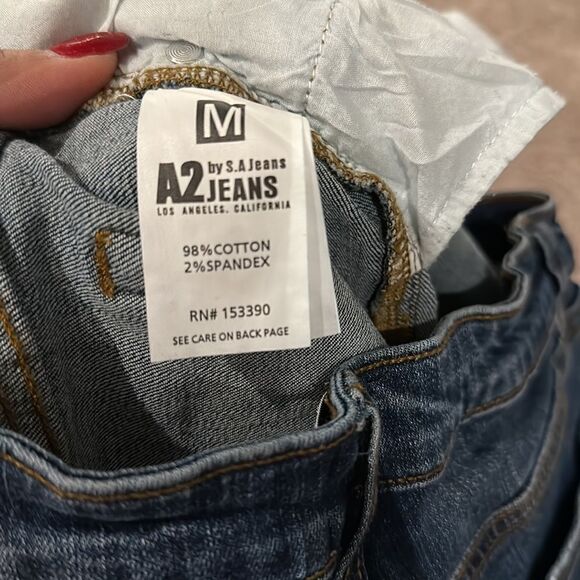 M
by S.A Jeans
A2 JEANS
LOS ANGELES. CALIFORNIA
98%COTTON
2%SPANDEX
RN# 153390
SEE CARE ON BACK PAGE